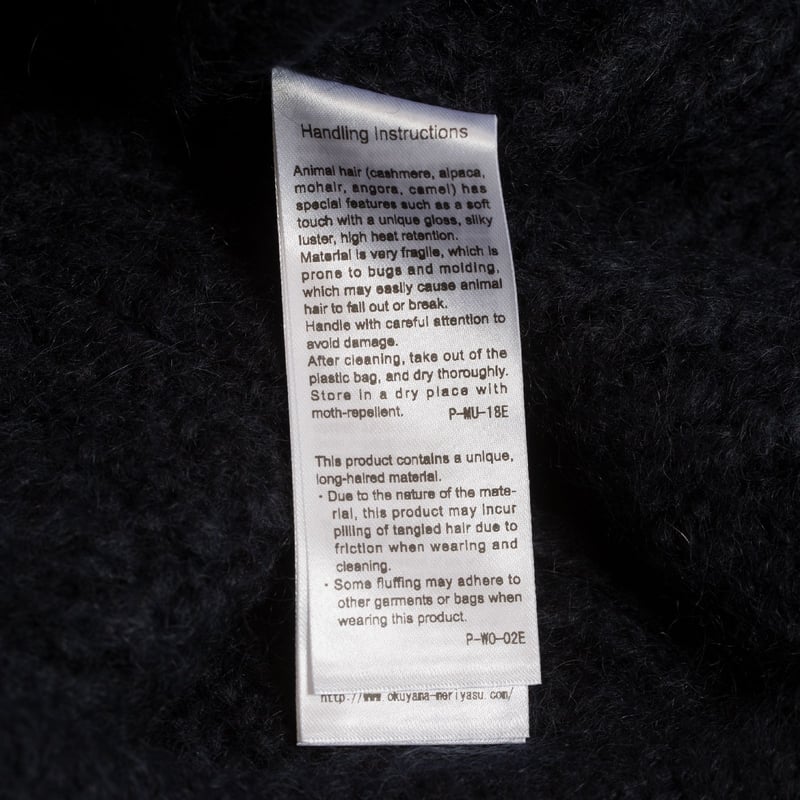 Handling Instructions
Animal hair (cashmere, alpaca,
mohair, angora, camel) has
special features such as a soft
touch with a unique gloss, silky
luster, high heat retention.
Material is very fragile, which is
prone to bugs and molding,
which may easily cause animal
hair to fall out or break.
Handle with careful attention to
avoid damage.
After cleaning, take out of the
plastic bag, and dry thoroughly.
Store in a dry place with
moth-repellent. P-MU-18E
This product contains a unique,
long-haired material.
・Due to the nature of the mate-
rial, this product may incur
pilling of tangled hair due to
friction when wearing and
cleaning.
・Some fluffing may adhere to
other garments or bags when
wearing this product.
P-WO-02E
http://www.okuyama-meriyasu.com/